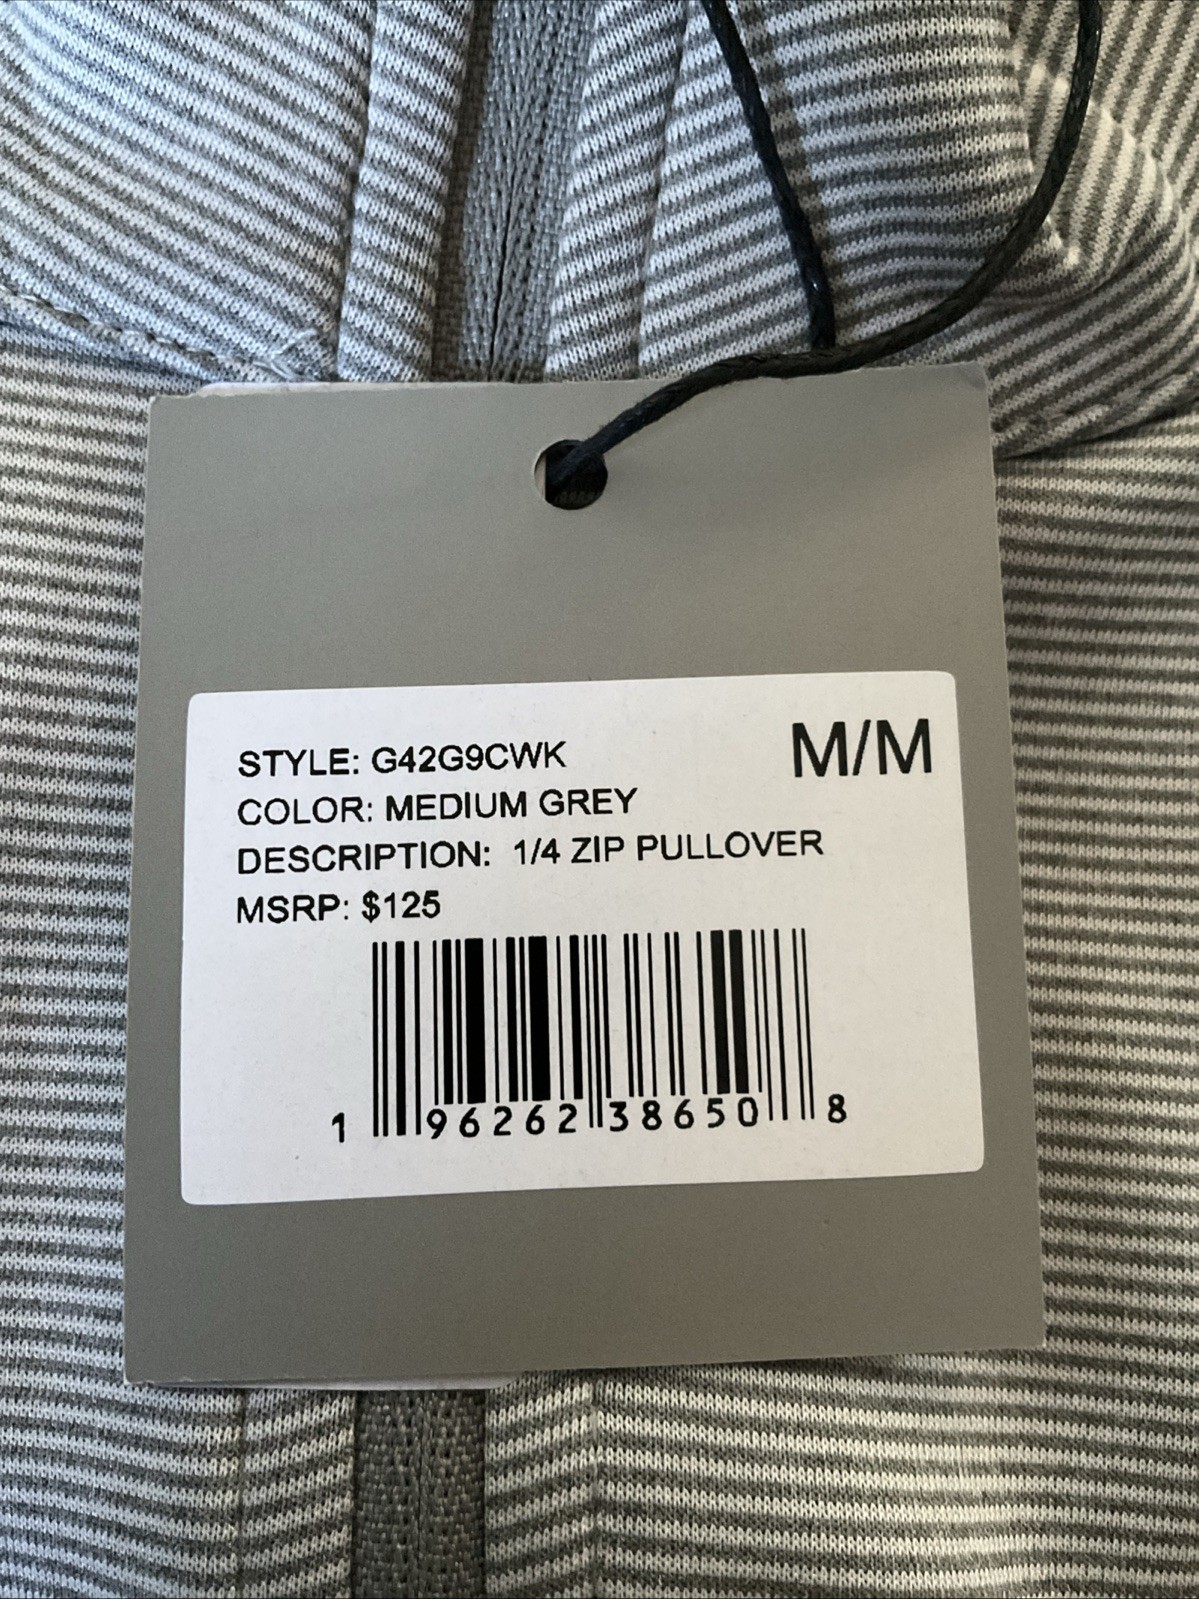 M/M
STYLE: G42G9CWK
COLOR: MEDIUM GREY
DESCRIPTION: 1/4 ZIP PULLOVER
MSRP: $125
1 96262 38650 8